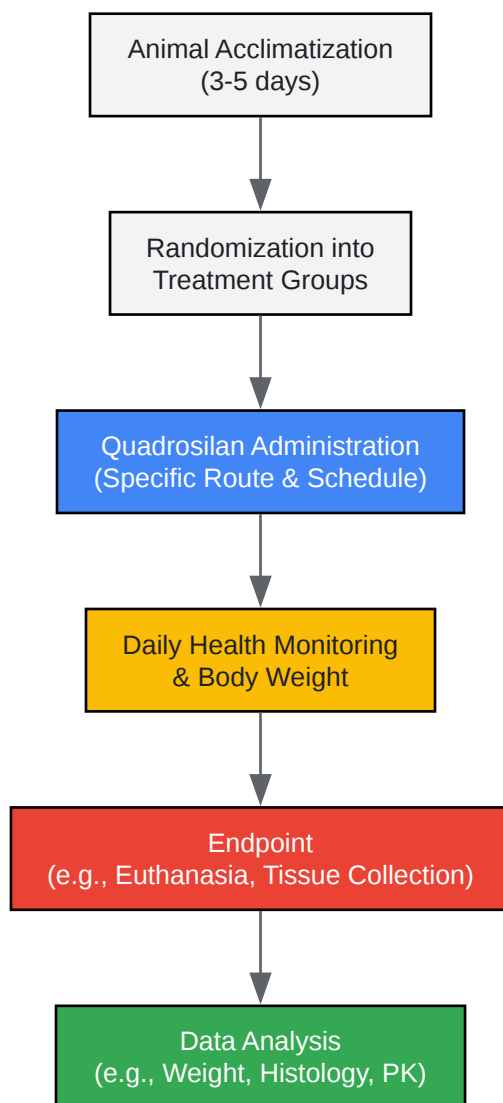 Animal Acclimatization
(3-5 days)
Randomization into
Treatment Groups
Quadrosilan Administration
(Specific Route & Schedule)
Daily Health Monitoring
& Body Weight
Endpoint
(e.g., Euthanasia, Tissue Collection)
Data Analysis
(e.g., Weight, Histology, PK)